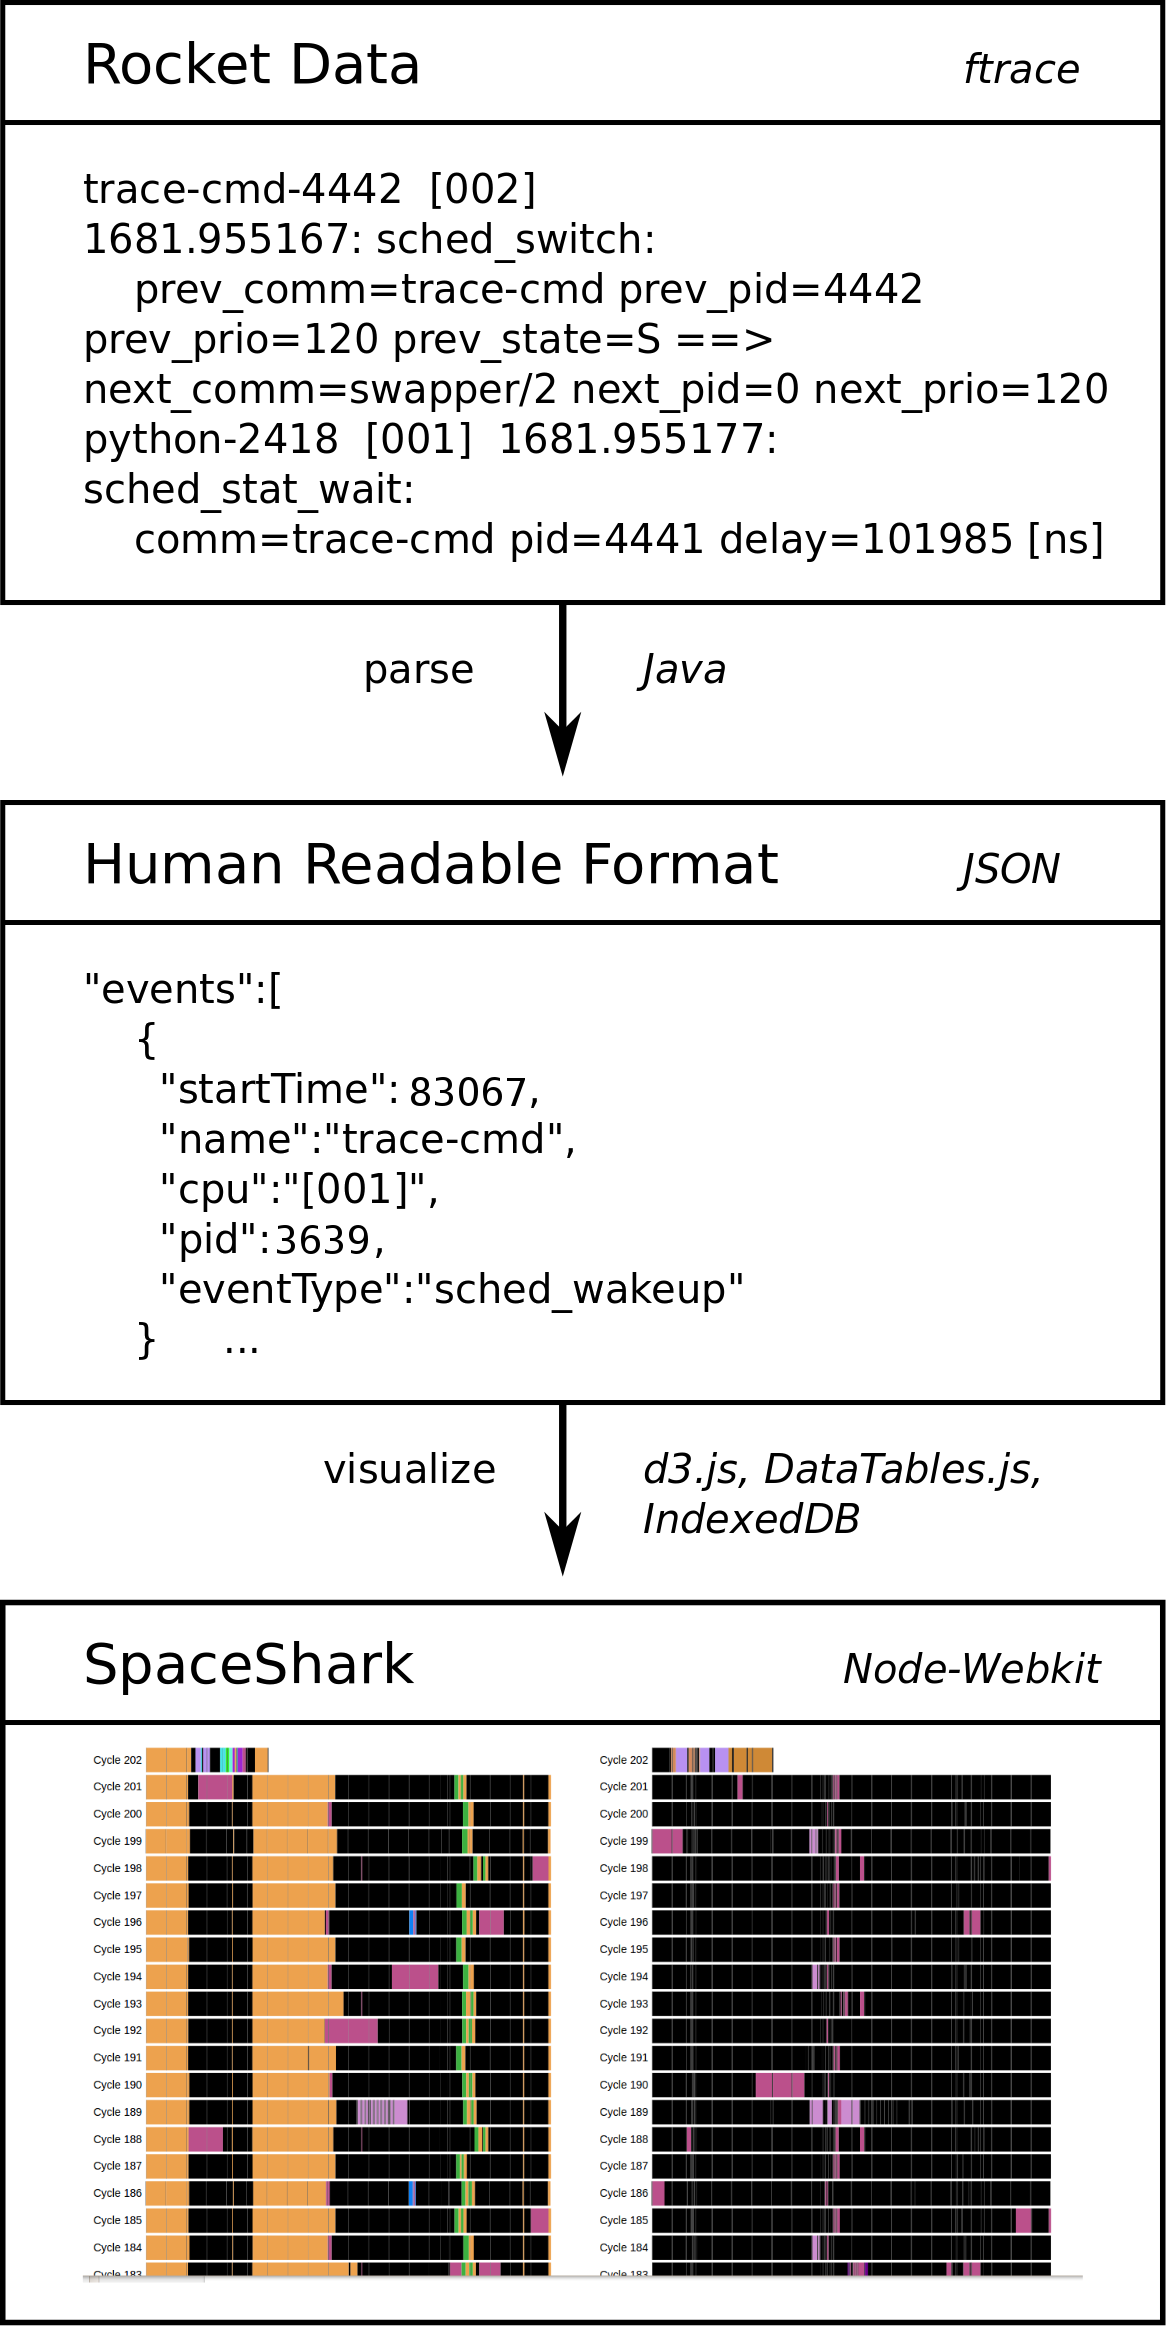 Rocket Data ftrace
trace-cmd-4442 [002]
1681.955167: sched_switch:
prev_comm=trace-cmd prev_pid=4442
prev_prio=120 prev_state=S ==>
next_comm=swapper/2 next_pid=0 next_prio=120
python-2418 [001] 1681.955177:
sched_stat_wait:
comm=trace-cmd pid=4441 delay=101985 [ns]
parse Java
Human Readable Format JSON
"events":[
{
"startTime": 83067,
"name":"trace-cmd",
"cpu":"[001]",
"pid":3639,
"eventType":"sched_wakeup"
} ...
visualize d3.js, DataTables.js,
IndexedDB
SpaceShark Node-Webkit
Cycle 202 Cycle 202
Cycle 201 Cycle 201
Cycle 200 Cycle 200
Cycle 199 Cycle 199
Cycle 198 Cycle 198
Cycle 197 Cycle 197
Cycle 196 Cycle 196
Cycle 195 Cycle 195
Cycle 194 Cycle 194
Cycle 193 Cycle 193
Cycle 192 Cycle 192
Cycle 191 Cycle 191
Cycle 190 Cycle 190
Cycle 189 Cycle 189
Cycle 188 Cycle 188
Cycle 187 Cycle 187
Cycle 186 Cycle 186
Cycle 185 Cycle 185
Cycle 184 Cycle 184
Cycle 183 Cycle 183